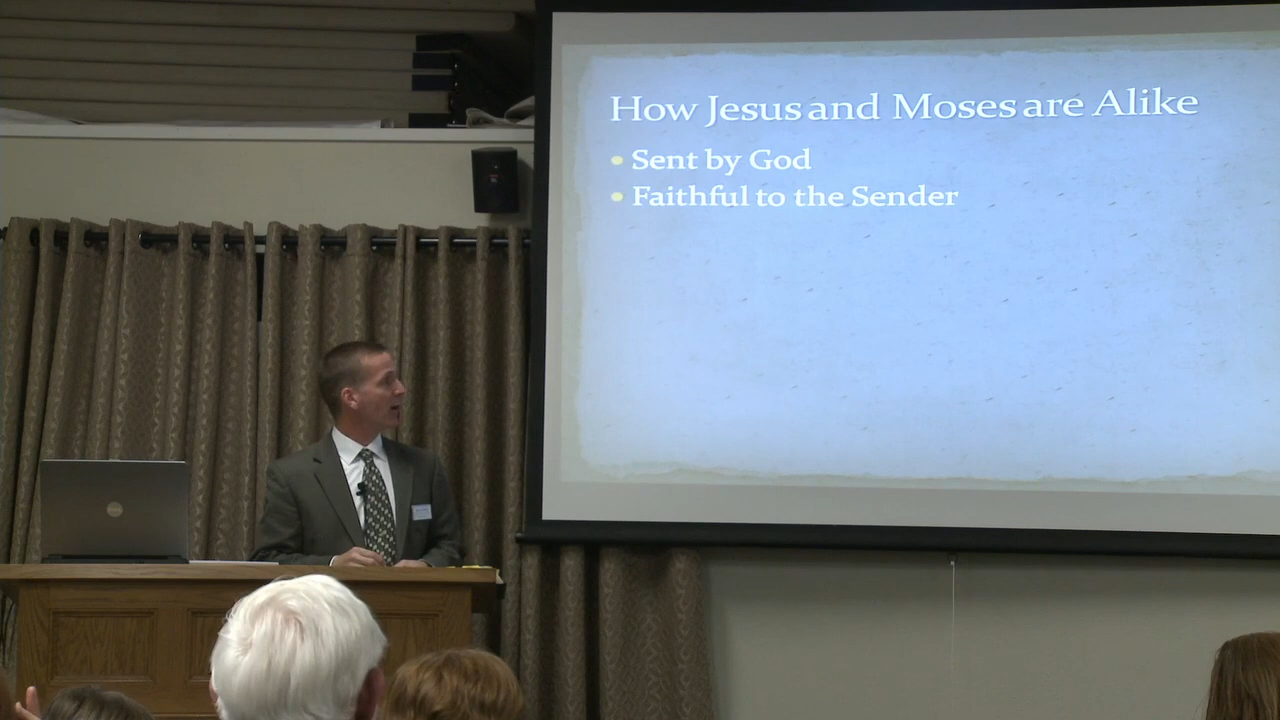 How Jesus and Moses are Alike
• Sent by God
• Faithful to the Sender